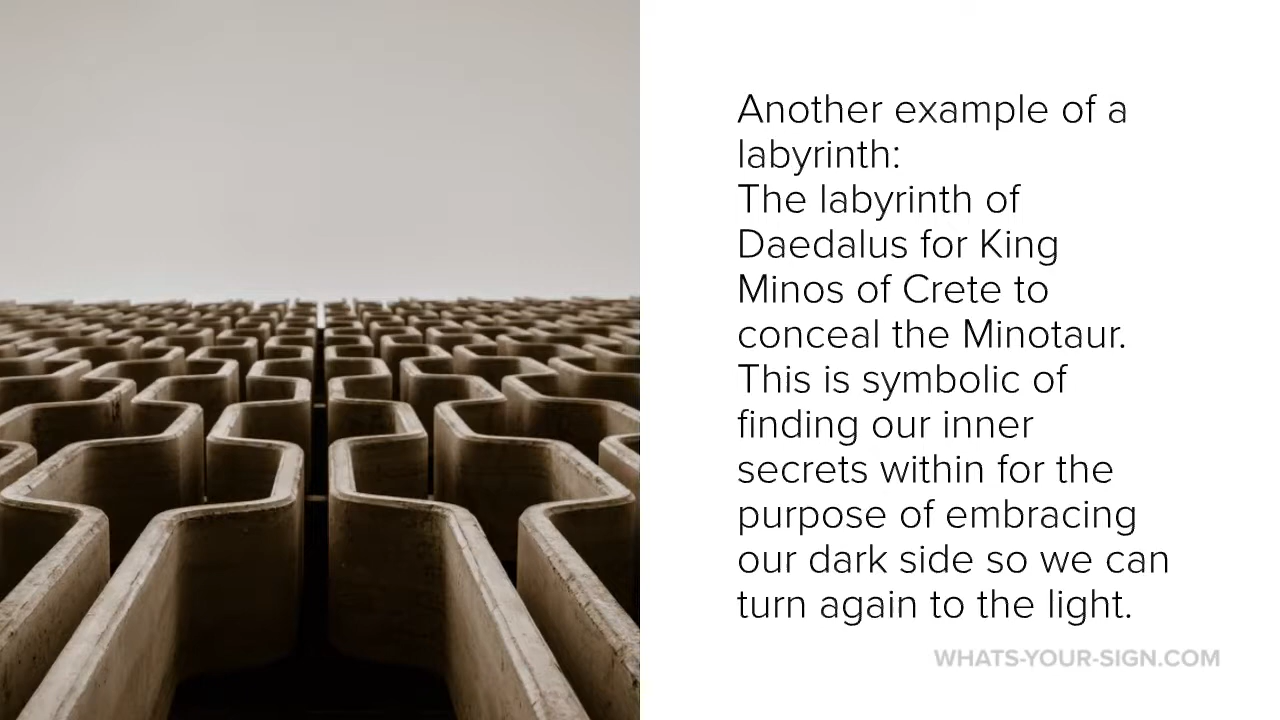 Another example of a
labyrinth:
The labyrinth of
Daedalus for King
Minos of Crete to
conceal the Minotaur.
This is symbolic of
finding our inner
secrets within for the
purpose of embracing
our dark side so we can
turn again to the light.
WHATS-YOUR-SIGN.COM